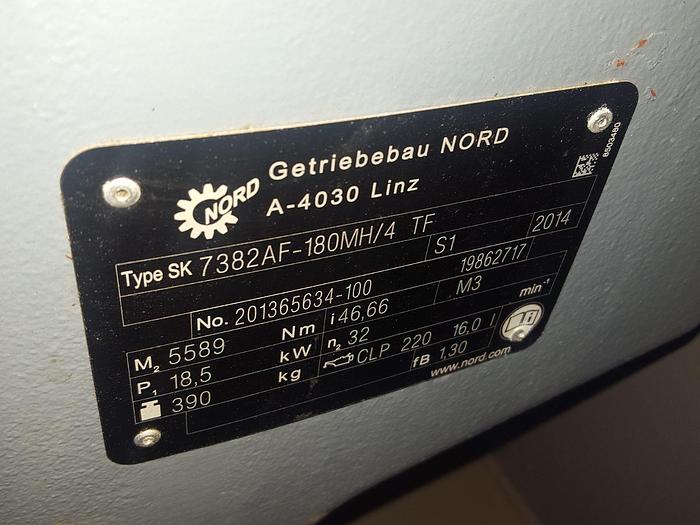 8503480
NORD
Getriebebau NORD
A-4030 Linz
Type SK 7382AF-180MH/4 TF
S1 2014
No. 201365634-100 19862717
M₂ 5589 Nm i 46,66 M3
P₁ 18,5 kW n₂ 32 min⁻¹
390 kg CLP 220 16,0 l
fB 1,30
www.nord.com